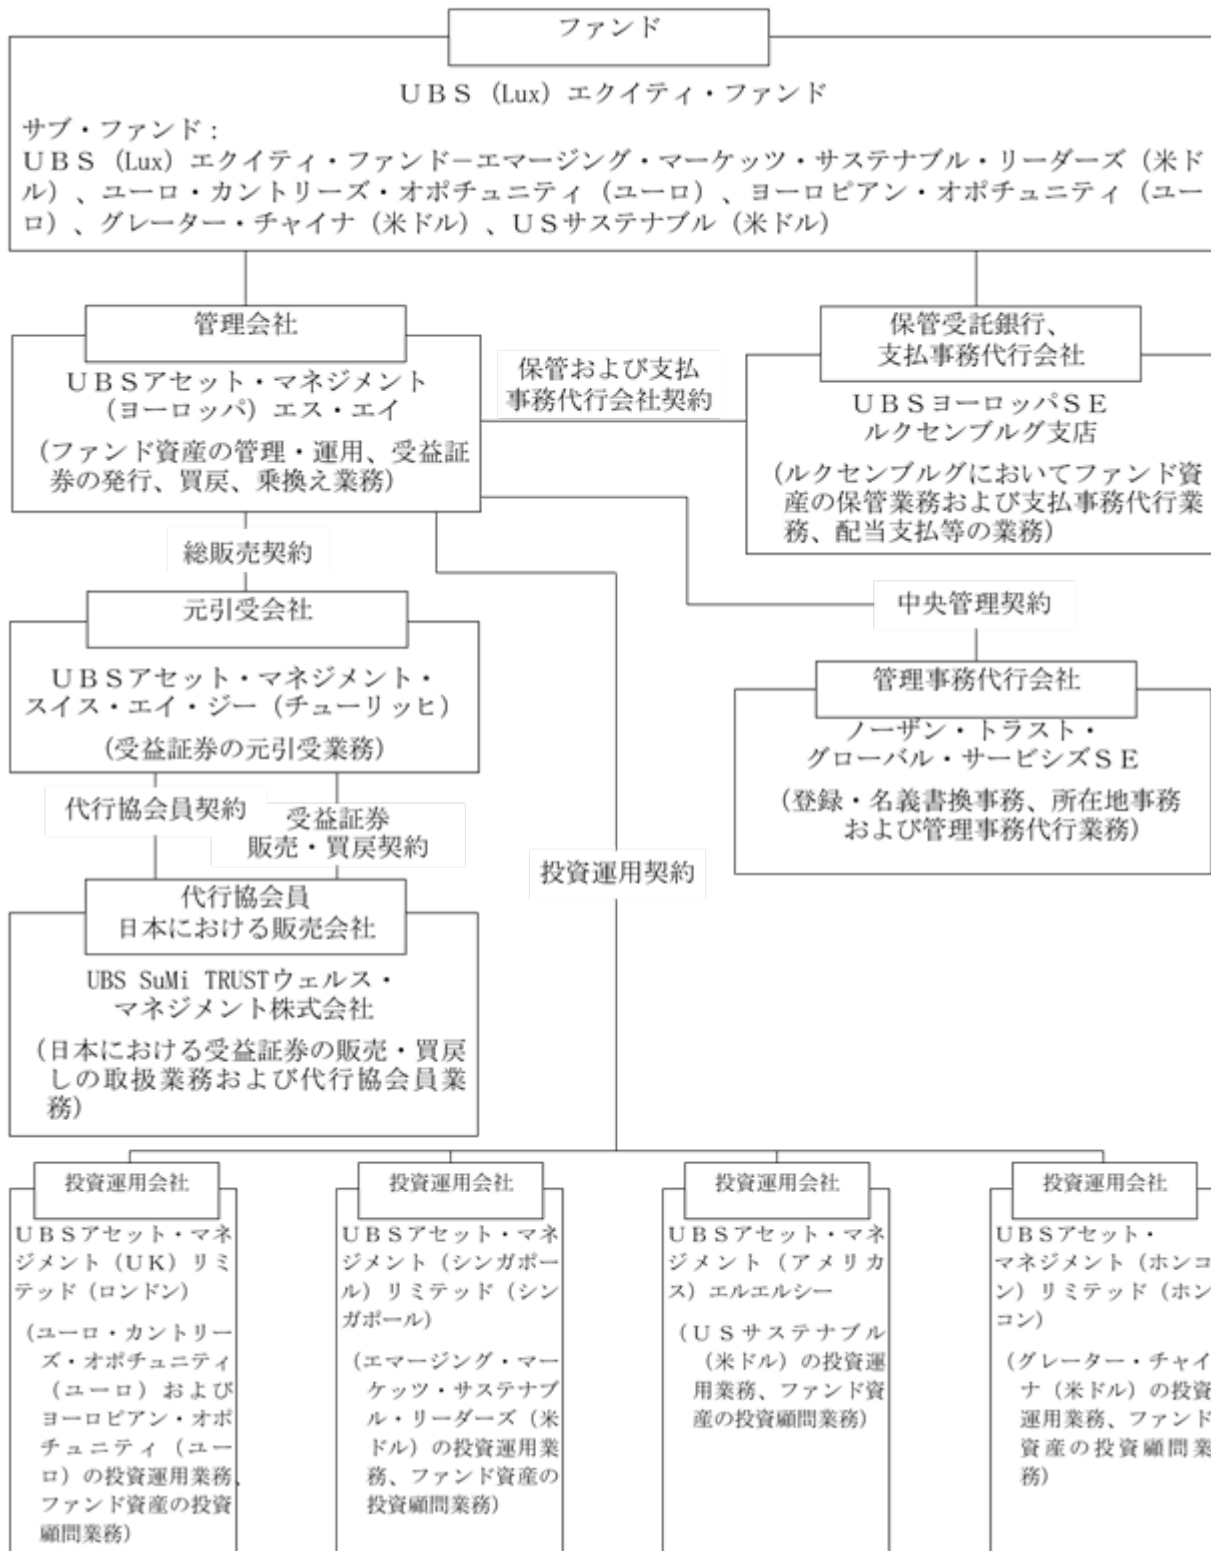 ファンド
ＵＢＳ（Lux）エクイティ・ファンド
サブ・ファンド：
ＵＢＳ（Lux）エクイティ・ファンド－エマージング・マーケッツ・サステナブル・リーダーズ（米ド
ル）、ユーロ・カントリーズ・オポチュニティ（ユーロ）、ヨーロピアン・オポチュニティ（ユー
ロ）、グレーター・チャイナ（米ドル）、ＵＳサステナブル（米ドル）
管理会社
ＵＢＳアセット・マネジメント
（ヨーロッパ）エス・エイ
（ファンド資産の管理・運用、受益証
券の発行、買戻、乗換え業務）
保管および支払
事務代行会社契約
保管受託銀行、
支払事務代行会社
ＵＢＳヨーロッパＳＥ
ルクセンブルグ支店
（ルクセンブルグにおいてファンド資
産の保管業務および支払事務代行業
務、配当支払等の業務）
総販売契約
元引受会社
ＵＢＳアセット・マネジメント・
スイス・エイ・ジー（チューリッヒ）
（受益証券の元引受業務）
中央管理契約
管理事務代行会社
ノーザン・トラスト・
グローバル・サービシズＳＥ
（登録・名義書換事務、所在地事務
および管理事務代行業務）
代行協会員契約
受益証券
販売・買戻契約
投資運用契約
代行協会員
日本における販売会社
UBS SuMi TRUSTウェルス・
マネジメント株式会社
（日本における受益証券の販売・買戻
しの取扱業務および代行協会員業
務）
投資運用会社
ＵＢＳアセット・マネ
ジメント（ＵＫ）リミ
テッド（ロンドン）
（ユーロ・カントリー
ズ・オポチュニティ
（ユーロ）および
ヨーロピアン・オポ
チュニティ（ユー
ロ）の投資運用業務、
ファンド資産の投資
顧問業務）
投資運用会社
ＵＢＳアセット・マネ
ジメント（シンガポー
ル）リミテッド（シン
ガポール）
（エマージング・マー
ケッツ・サステナブ
ル・リーダーズ（米
ドル）の投資運用業
務、ファンド資産の
投資顧問業務）
投資運用会社
ＵＢＳアセット・マネ
ジメント（アメリカ
ス）エルエルシー
（ＵＳサステナブル
（米ドル）の投資運
用業務、ファンド資
産の投資顧問業務）
投資運用会社
ＵＢＳアセット・
マネジメント（ホンコ
ン）リミテッド（ホン
コン）
（グレーター・チャイ
ナ（米ドル）の投資
運用業務、ファンド
資産の投資顧問業
務）